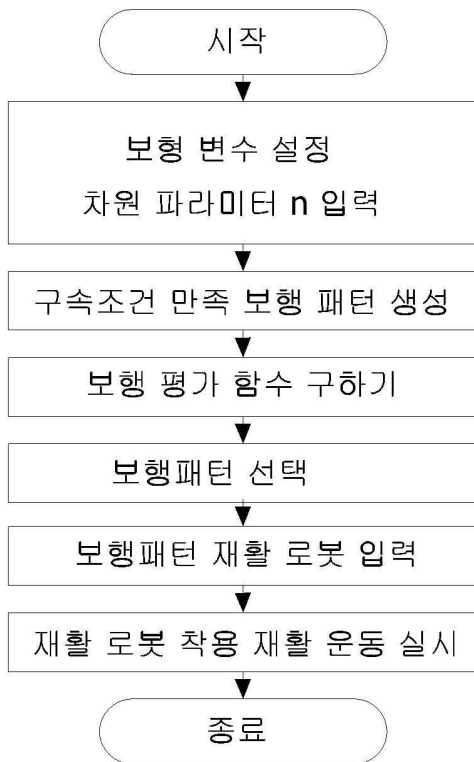 시작
보형 변수 설정
차원 파라미터 n 입력
구속조건 만족 보행 패턴 생성
보행 평가 함수 구하기
보행패턴 선택
보행패턴 재활 로봇 입력
재활 로봇 착용 재활 운동 실시
종료